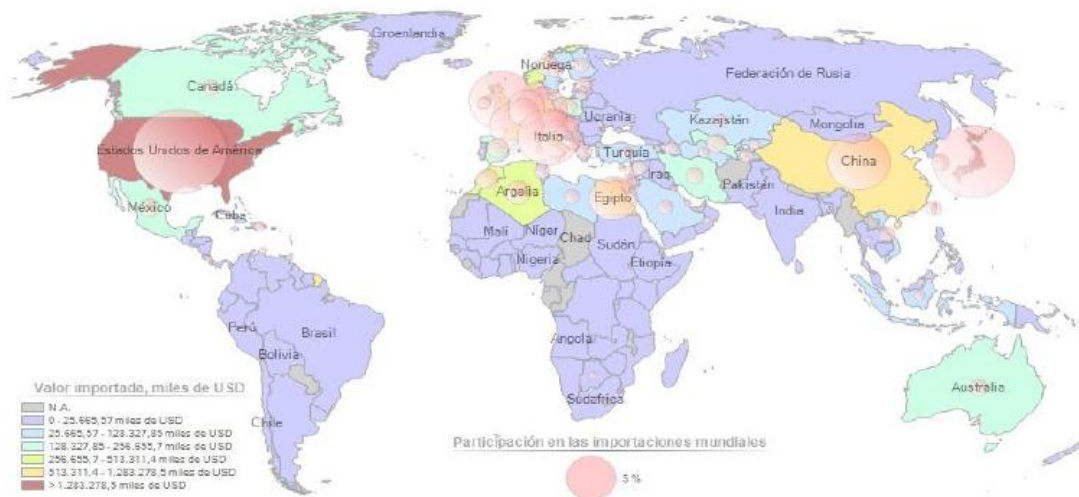 Groenlandia
Noruega
Canadá
Federación de Rusia
Ucrania
Kazajstán
Mongolia
Italia
Estados Unidos de América
Turquía
China
Iraq
Pakistán
Argelia
Egipto
México
Cuba
India
Malí
Níger
Chad
Sudán
Nigeria
Etiopía
Perú
Brasil
Angola
Bolivia
Australia
Sudáfrica
Chile
Valor importada, miles de USD
N.A.
0 - 25.665,57 miles de USD
25.665,57 - 128.327,85 miles de USD
128.327,85 - 256.655,7 miles de USD
256.655,7 - 513.311,4 miles de USD
513.311,4 - 1.283.278,5 miles de USD
> 1.283.278,5 miles de USD
Participación en las importaciones mundiales
5 %